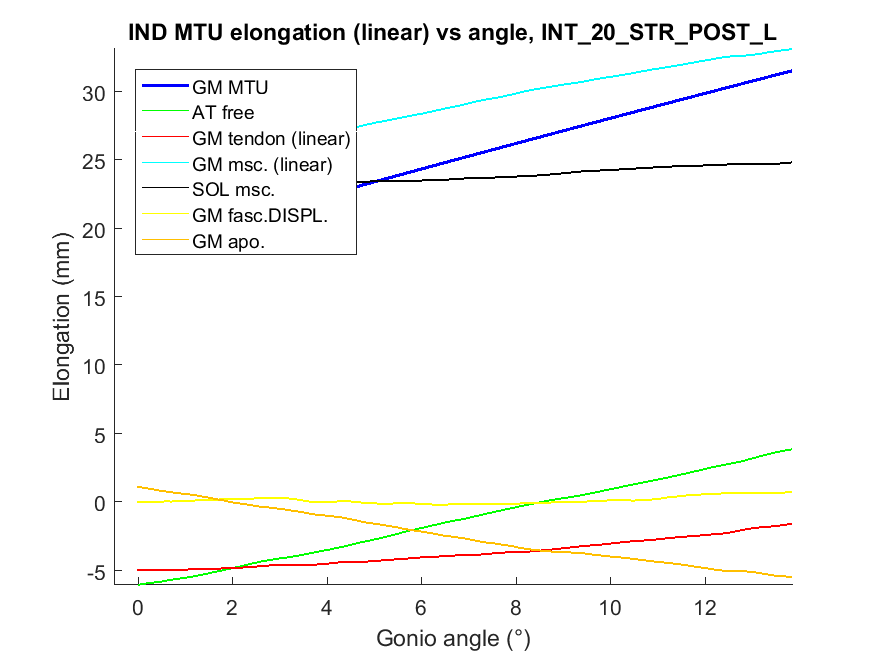 IND MTU elongation (linear) vs angle, INT_20_STR_POST_L
GM MTU
AT free
GM tendon (linear)
GM msc. (linear)
SOL msc.
GM fasc.DISPL.
GM apo.
30
25
20
15
10
5
0
-5
Elongation (mm)
0 2 4 6 8 10 12
Gonio angle (°)